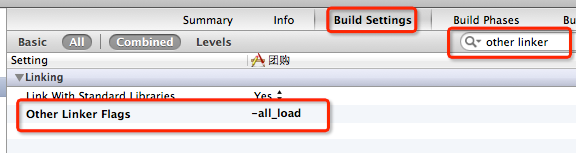 Summary Info Build Settings Build Phases Bu
Basic All Combined Levels other linker
Setting 团购
Linking
Link With Standard Libraries Yes
Other Linker Flags -all_load